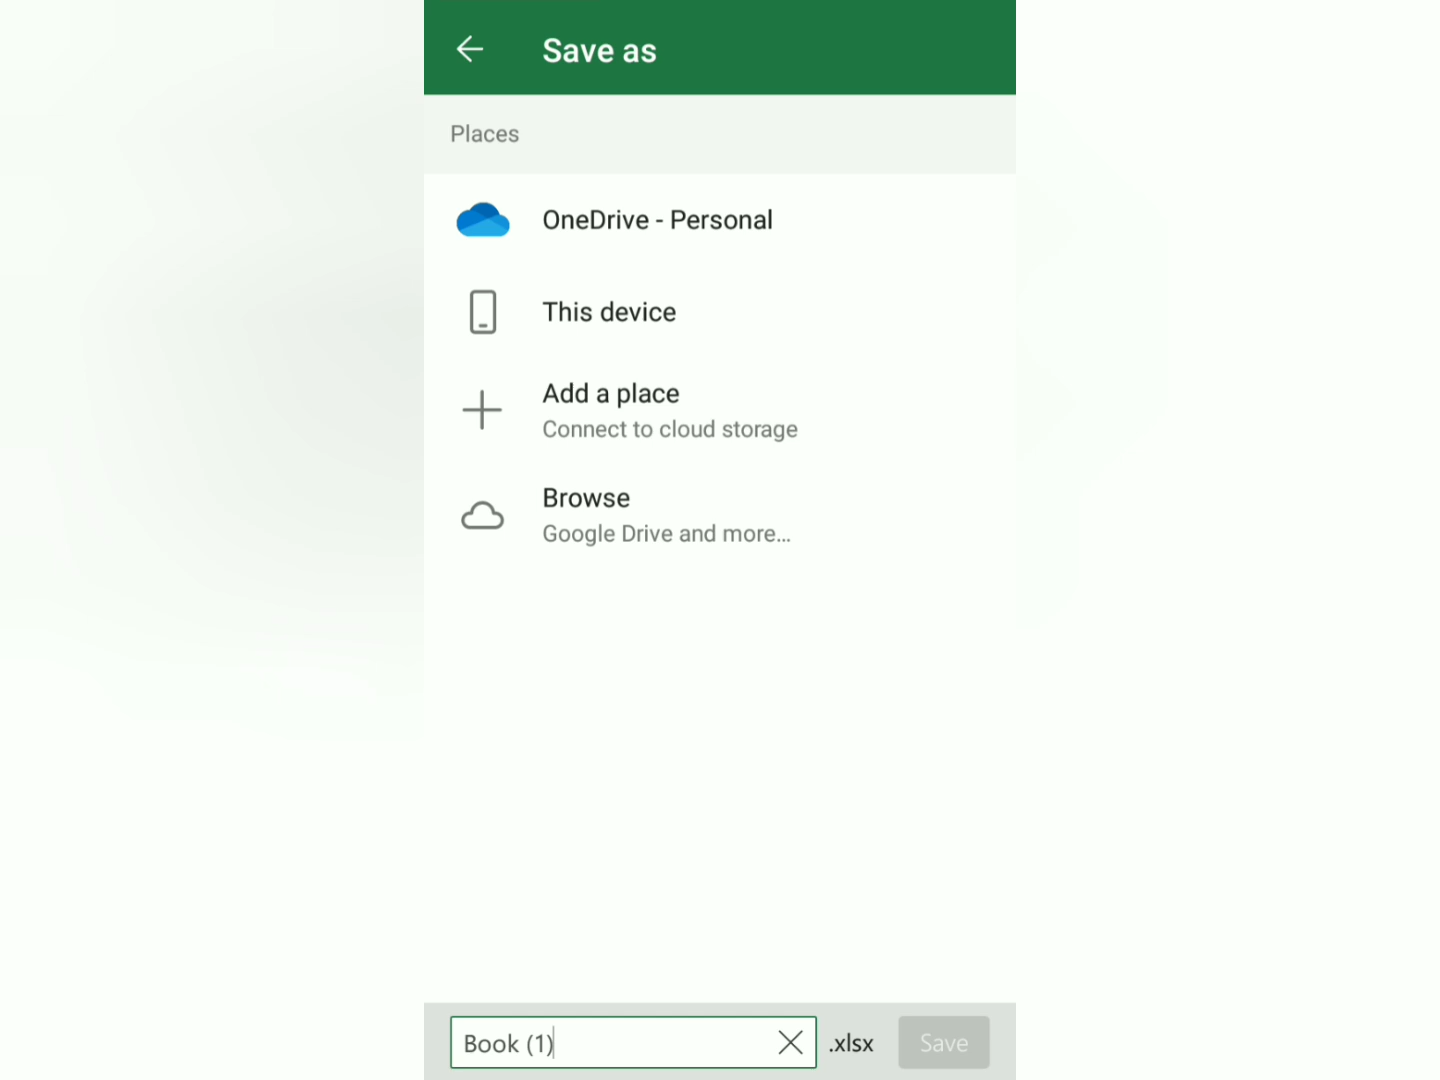 Save as
Places
OneDrive - Personal
This device
Add a place
Connect to cloud storage
Browse
Google Drive and more...
Book (1)
.xlsx
Save